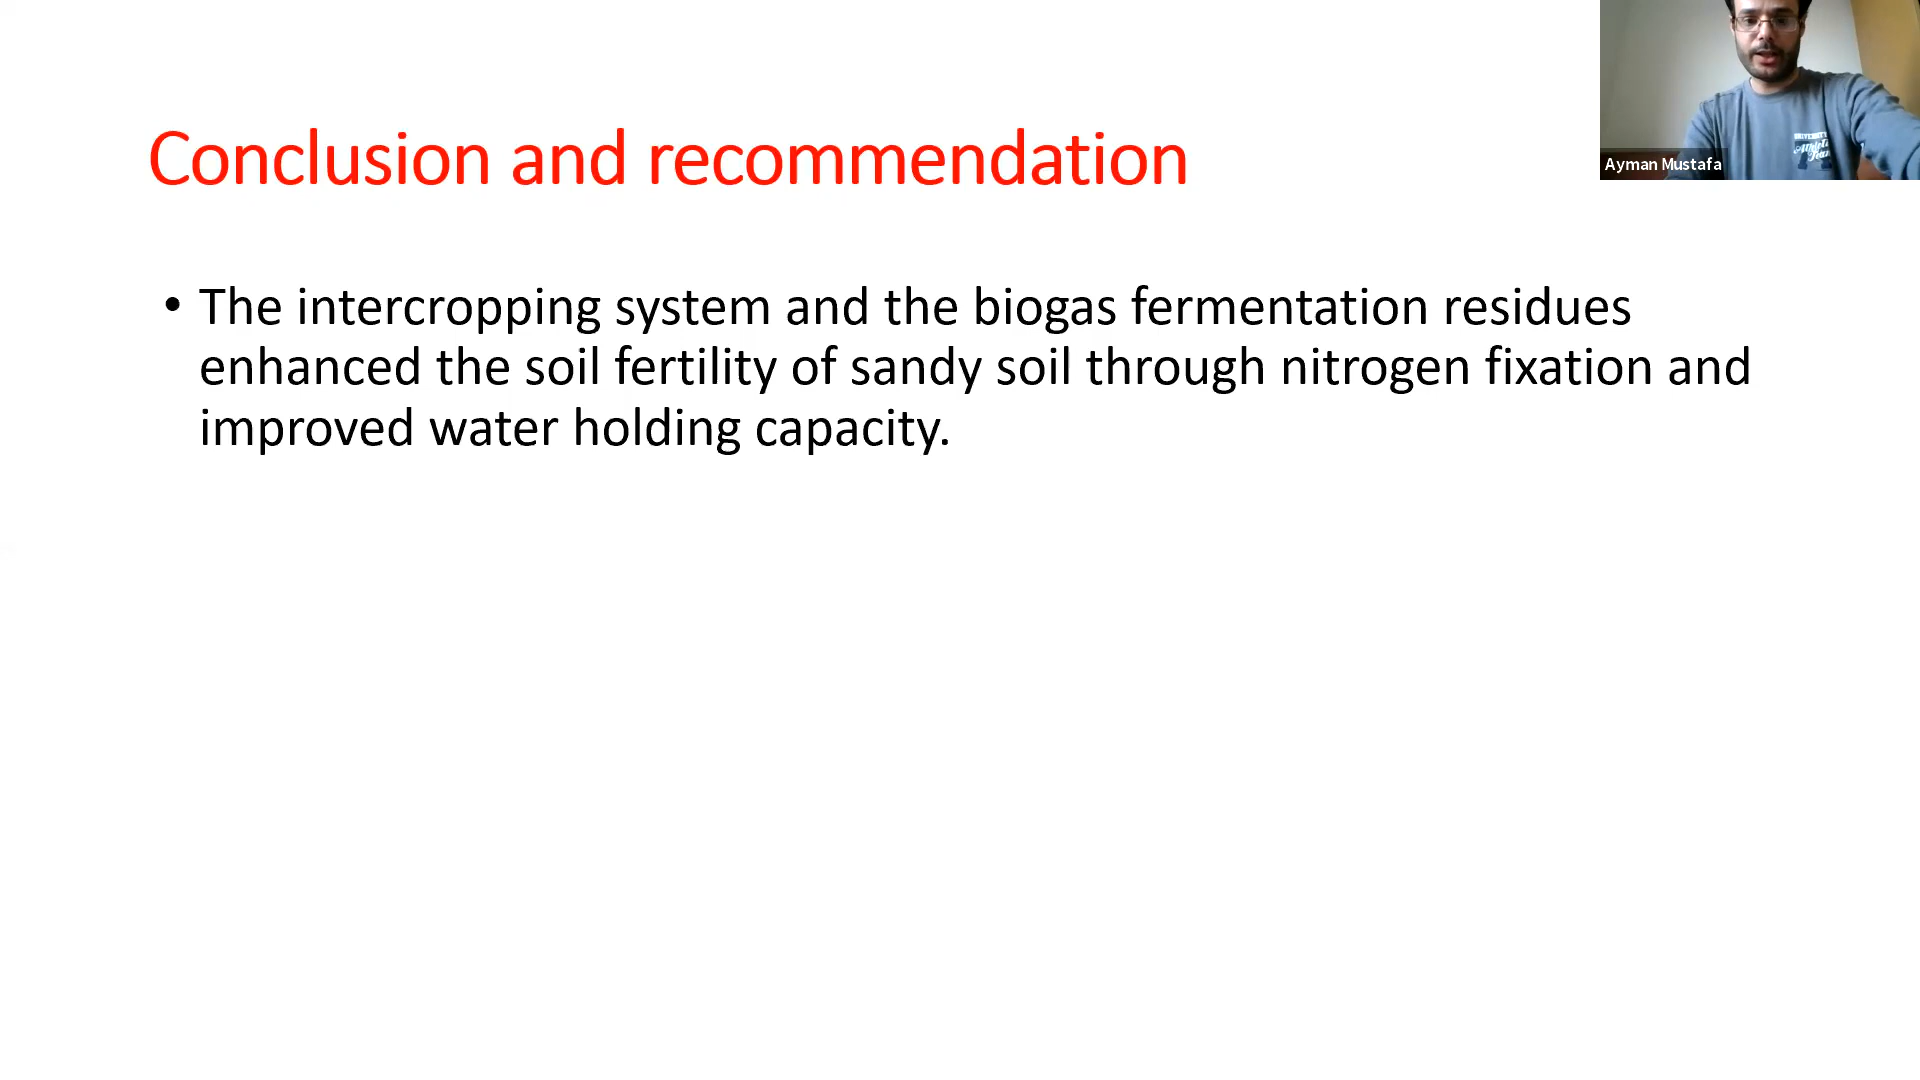 Conclusion and recommendation
• The intercropping system and the biogas fermentation residues
enhanced the soil fertility of sandy soil through nitrogen fixation and
improved water holding capacity.
Ayman Mustafa